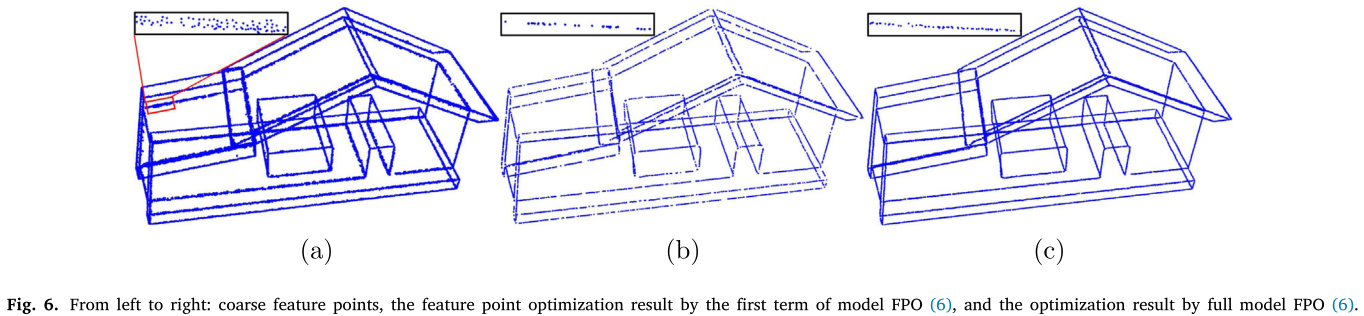 (a) (b) (c)
Fig. 6. From left to right: coarse feature points, the feature point optimization result by the first term of model FPO (6), and the optimization result by full model FPO (6).